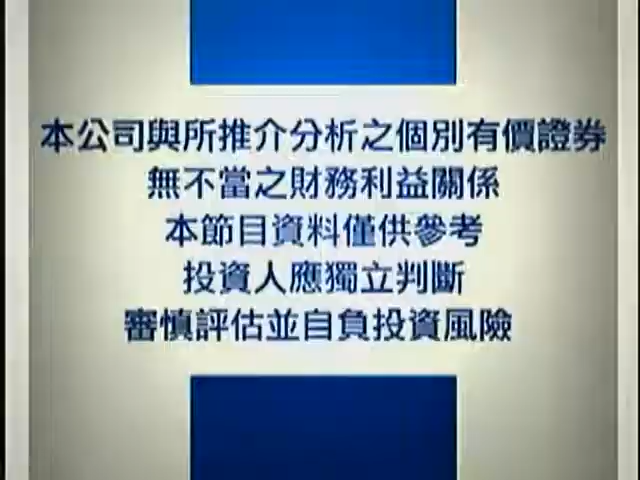 本公司與所推介分析之個別有價證券
無不當之財務利益關係
本節目資料僅供參考
投資人應獨立判斷
審慎評估並自負投資風險